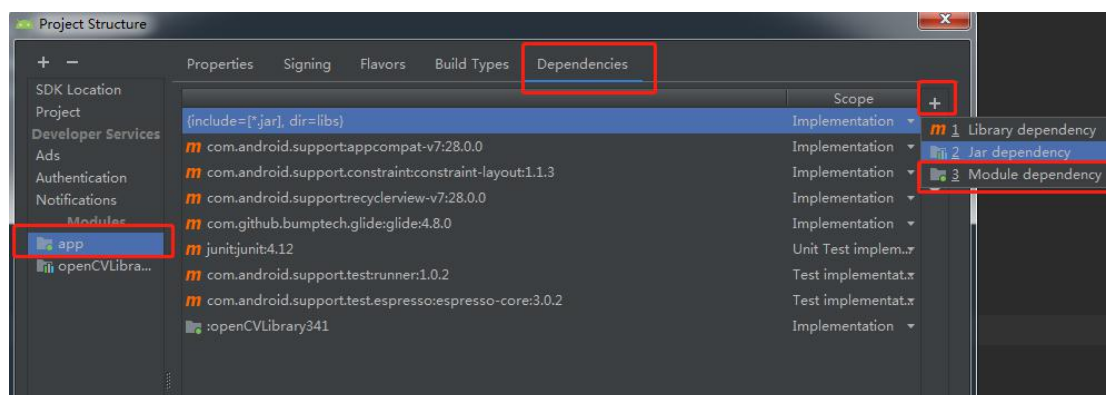 Project Structure
+ −
Properties Signing Flavors Build Types Dependencies
SDK Location
Project
Developer Services
Ads
Authentication
Notifications
Modules
app
openCVLibra...
Scope
+
{include=[*.jar], dir=libs} Implementation
m com.android.support:appcompat-v7:28.0.0 Implementation
m com.android.support.constraint:constraint-layout:1.1.3 Implementation
m com.android.support:recyclerview-v7:28.0.0 Implementation
m com.github.bumptech.glide:glide:4.8.0 Implementation
m junit:junit:4.12 Unit Test implem...
m com.android.support.test:runner:1.0.2 Test implementat...
m com.android.support.test.espresso:espresso-core:3.0.2 Test implementat...
:openCVLibrary341 Implementation
m 1 Library dependency
2 Jar dependency
3 Module dependency